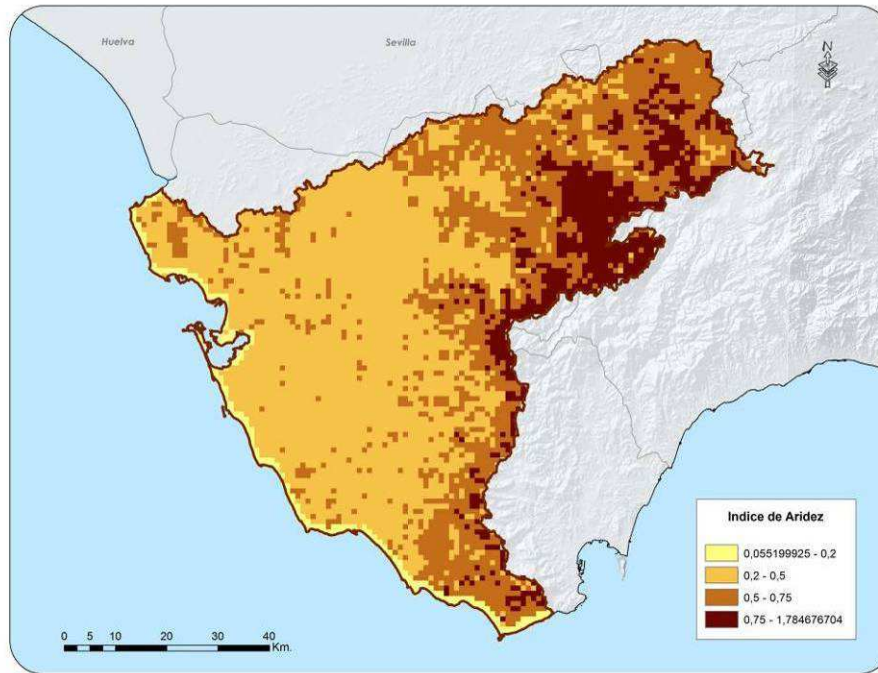 Huelva
Sevilla
N
Indice de Aridez
0,055199925 - 0,2
0,2 - 0,5
0,5 - 0,75
0,75 - 1,784676704
0 5 10 20 30 40
Km.